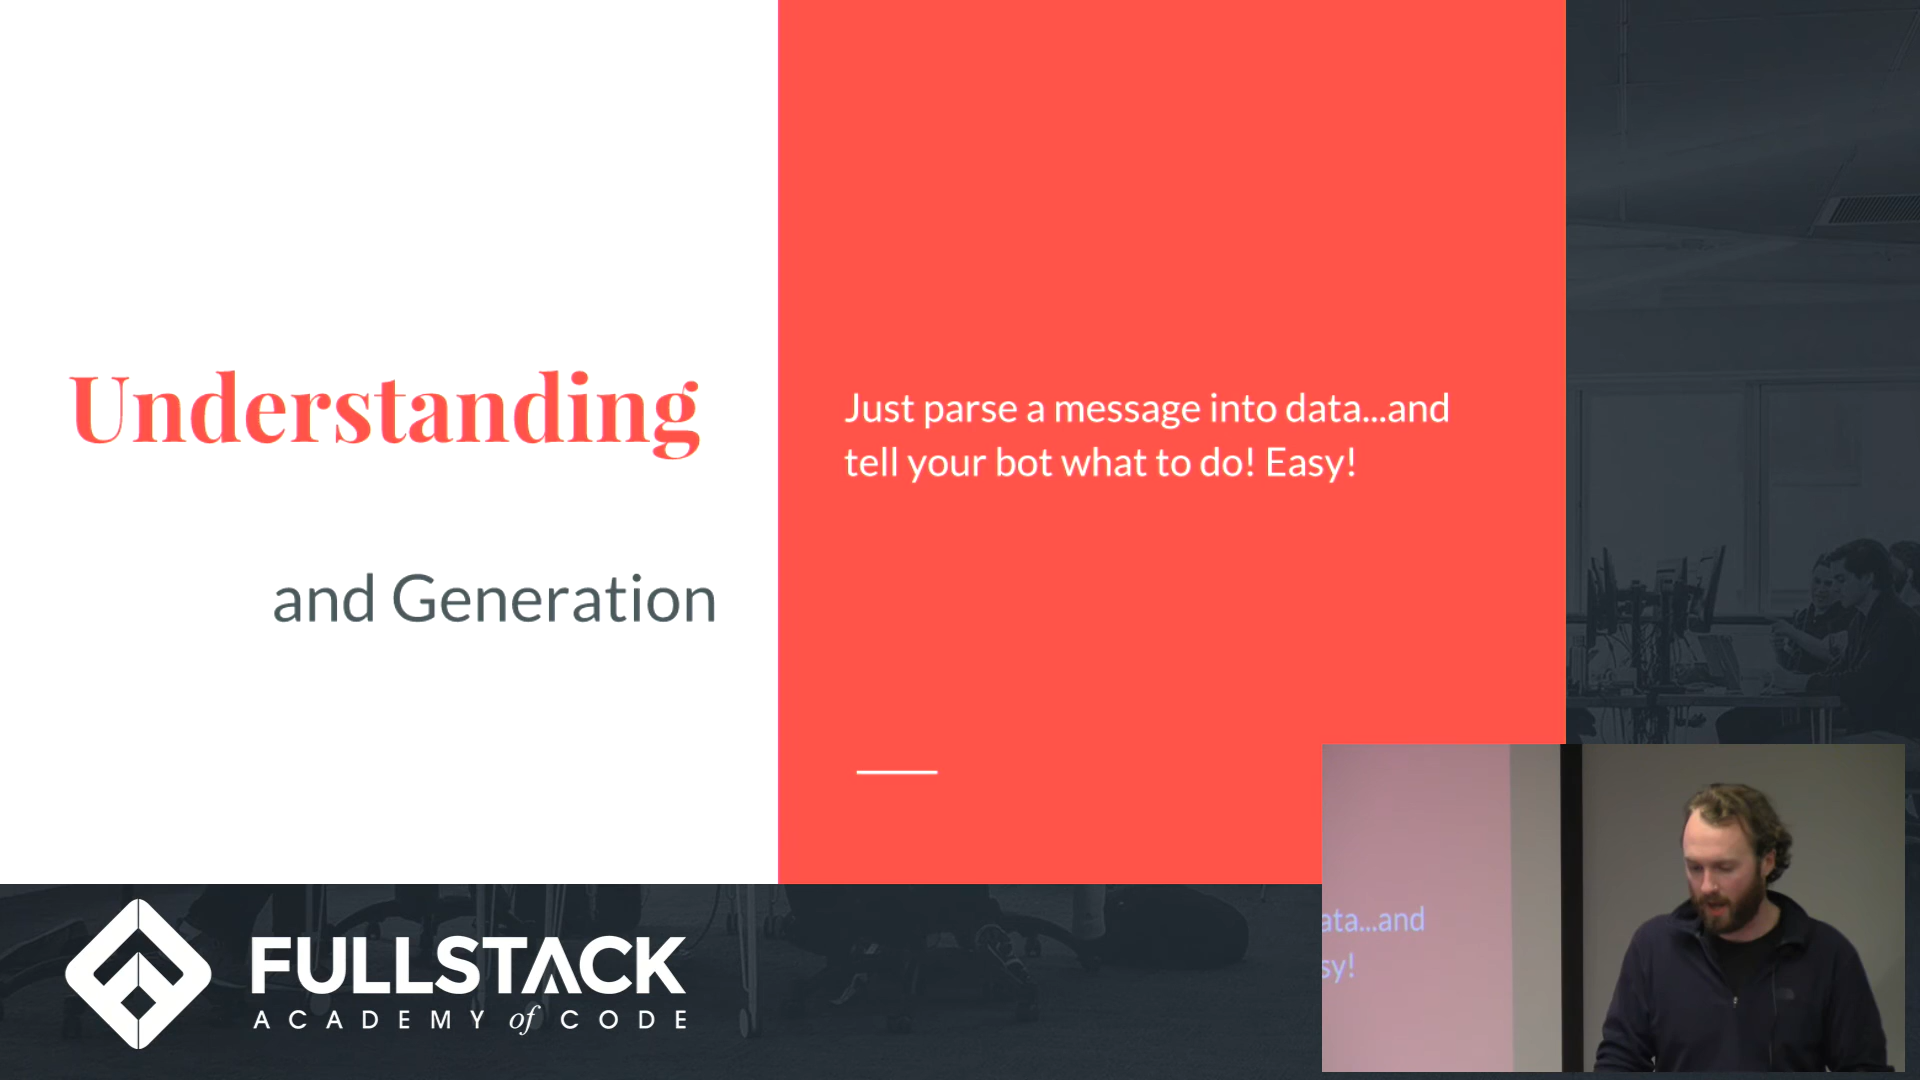 Understanding
and Generation
Just parse a message into data...and
tell your bot what to do! Easy!
FULLSTACK
ACADEMY of CODE
ata...and
sy!